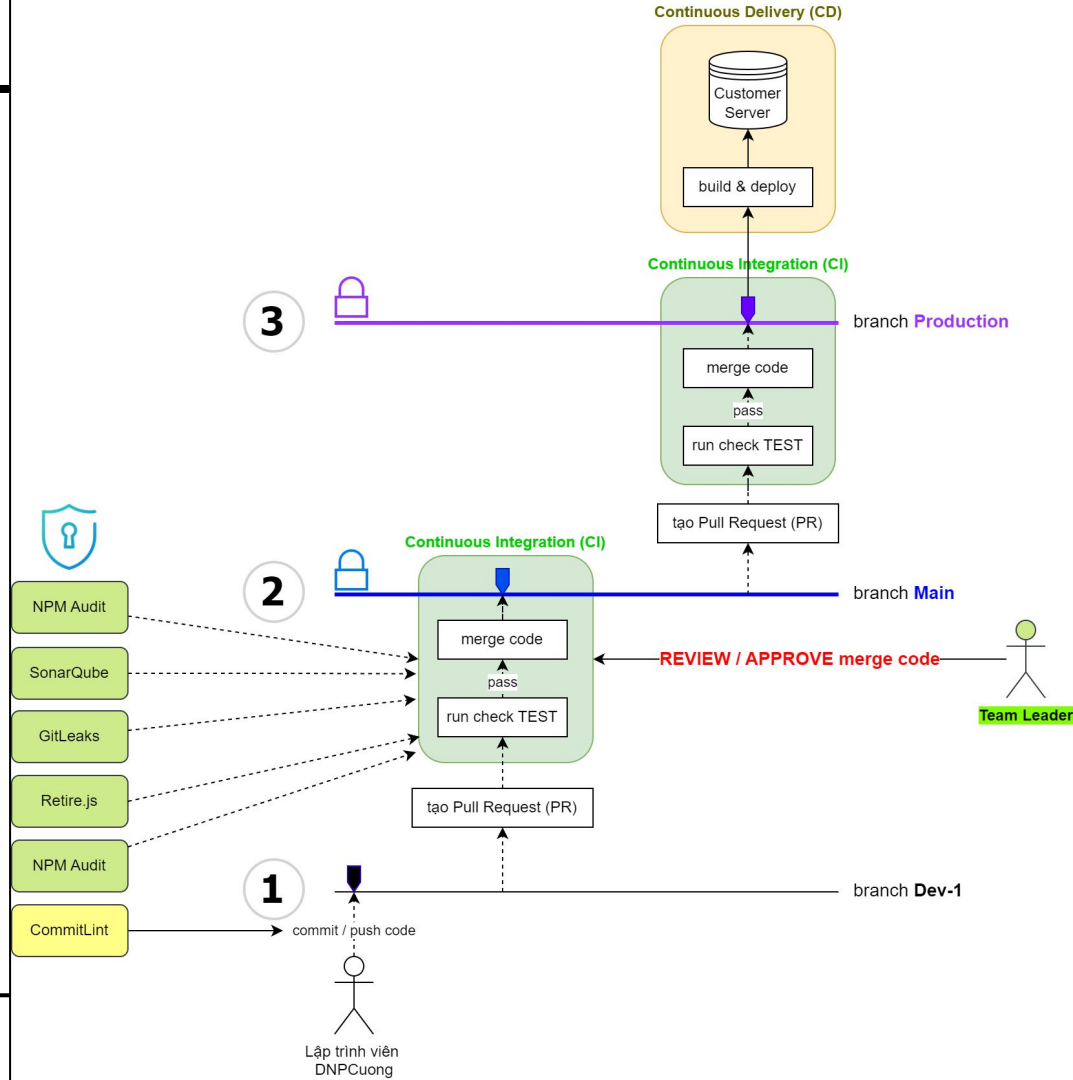 Continuous Delivery (CD)
Customer
Server
build & deploy
Continuous Integration (CI)
3
branch Production
merge code
pass
run check TEST
tạo Pull Request (PR)
Continuous Integration (CI)
2
branch Main
NPM Audit
merge code
REVIEW / APPROVE merge code
SonarQube
pass
run check TEST
Team Leader
GitLeaks
Retire.js
tạo Pull Request (PR)
NPM Audit
1
branch Dev-1
CommitLint
commit / push code
Lập trình viên
DNPCuong